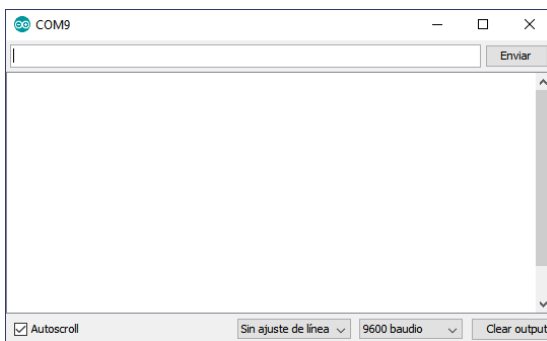 COM9
Enviar
Autoscroll
Sin ajuste de línea
9600 baudio
Clear output